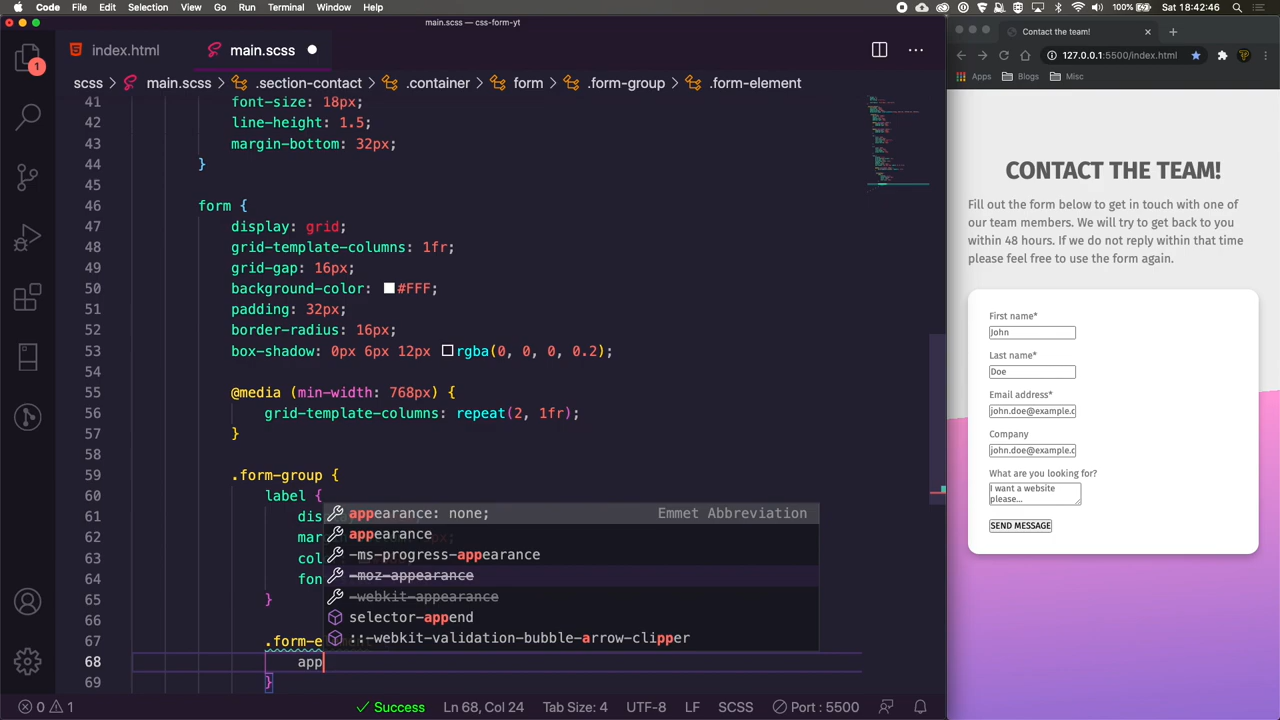 Code File Edit Selection View Go Run Terminal Window Help
100% Sat 18:42:46
main.scss — css-form-yt
index.html main.scss
scss > main.scss > .section-contact > .container > form > .form-group > .form-element
41 font-size: 18px;
42 line-height: 1.5;
43 margin-bottom: 32px;
44 }
45
46 form {
47 display: grid;
48 grid-template-columns: 1fr;
49 grid-gap: 16px;
50 background-color: #FFF;
51 padding: 32px;
52 border-radius: 16px;
53 box-shadow: 0px 6px 12px rgba(0, 0, 0, 0.2);
54
55 @media (min-width: 768px) {
56 grid-template-columns: repeat(2, 1fr);
57 }
58
59 .form-group {
60 label {
61 dis
62 mar
63 col
64 fon
65 }
66
67 .form-e
68 app
69 }
appearance: none; Emmet Abbreviation
appearance
-ms-progress-appearance
-moz-appearance
-webkit-appearance
selector-append
::-webkit-validation-bubble-arrow-clipper
1
0 1 Success Ln 68, Col 24 Tab Size: 4 UTF-8 LF SCSS Port : 5500
Contact the team!
127.0.0.1:5500/index.html
Apps Blogs Misc
CONTACT THE TEAM!
Fill out the form below to get in touch with one of
our team members. We will try to get back to you
within 48 hours. If we do not reply within that time
please feel free to use the form again.
First name*
John
Last name*
Doe
Email address*
john.doe@example.c
Company
john.doe@example.c
What are you looking for?
I want a website
please...
SEND MESSAGE